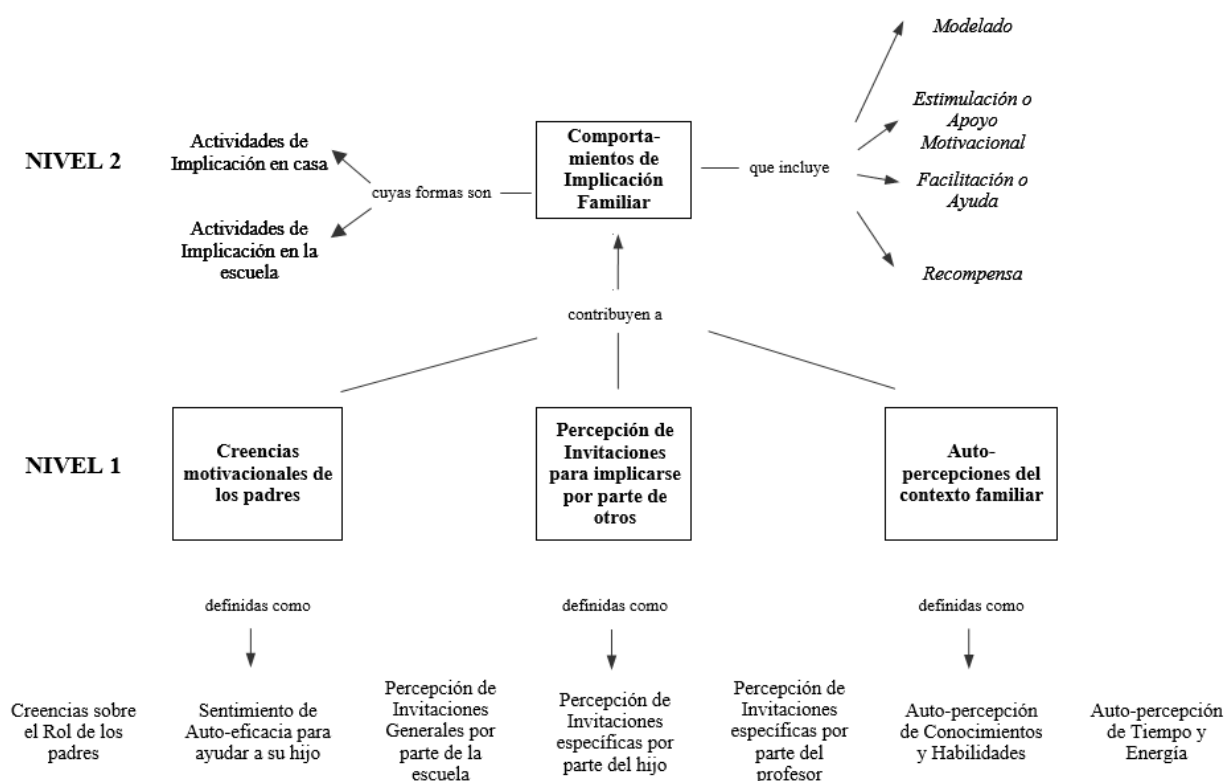 Modelado
Estimulación o
Apoyo
Motivacional
Facilitación o
Ayuda
Recompensa
NIVEL 2
Actividades de
Implicación en casa
cuyas formas son
Actividades de
Implicación en la
escuela
Comporta-
mientos de
Implicación
Familiar
que incluye
contribuyen a
NIVEL 1
Creencias
motivacionales de
los padres
Percepción de
Invitaciones
para implicarse
por parte de
otros
Auto-
percepciones del
contexto familiar
definidas como
definidas como
definidas como
Creencias sobre
el Rol de los
padres
Sentimiento de
Auto-eficacia para
ayudar a su hijo
Percepción de
Invitaciones
Generales por
parte de la
escuela
Percepción de
Invitaciones
específicas por
parte del hijo
Percepción de
Invitaciones
específicas por
parte del
profesor
Auto-percepción
de Conocimientos
y Habilidades
Auto-percepción
de Tiempo y
Energía